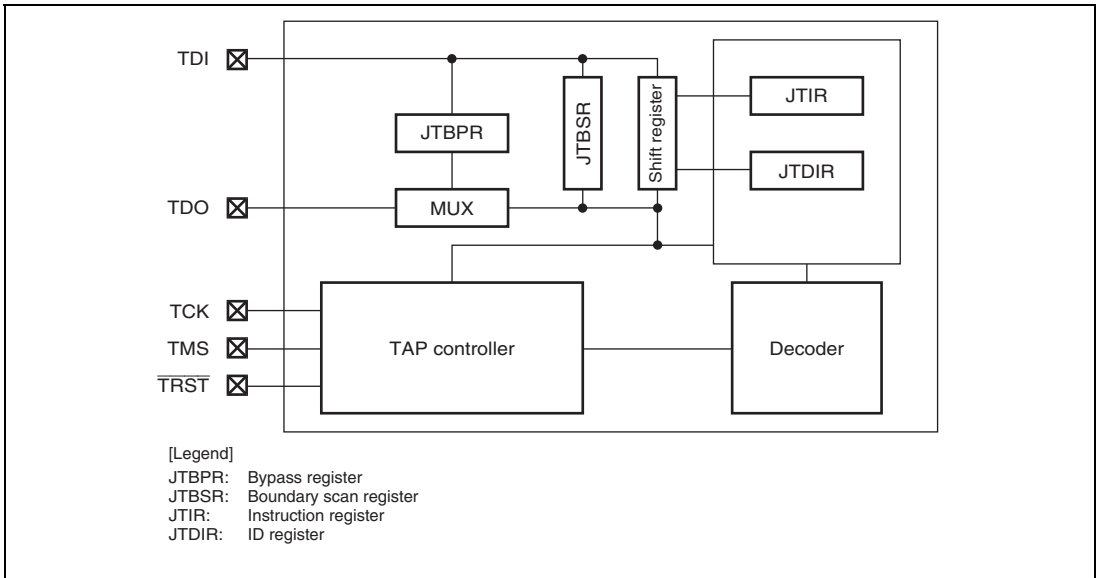 TDI
JTBPR
JTBSR
Shift register
JTIR
JTDIR
TDO
MUX
TCK
TMS
TRST
TAP controller
Decoder
[Legend]
JTBPR: Bypass register
JTBSR: Boundary scan register
JTIR: Instruction register
JTDIR: ID register